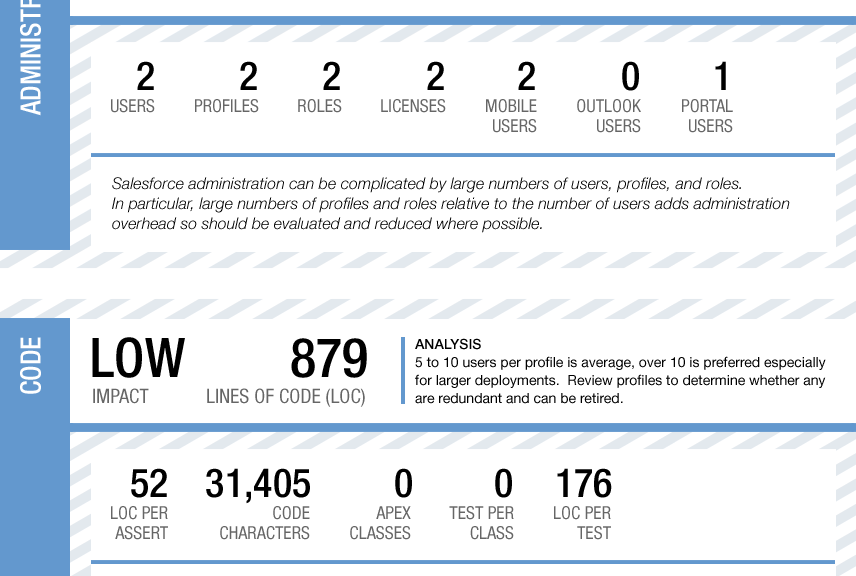 ADMINISTR
2 2 2 2 2 0 1
USERS PROFILES ROLES LICENSES MOBILE USERS OUTLOOK USERS PORTAL USERS
Salesforce administration can be complicated by large numbers of users, profiles, and roles.
In particular, large numbers of profiles and roles relative to the number of users adds administration
overhead so should be evaluated and reduced where possible.
CODE
LOW 879
IMPACT LINES OF CODE (LOC)
ANALYSIS
5 to 10 users per profile is average, over 10 is preferred especially
for larger deployments. Review profiles to determine whether any
are redundant and can be retired.
52 31,405 0 0 176
LOC PER ASSERT CODE CHARACTERS APEX CLASSES TEST PER CLASS LOC PER TEST